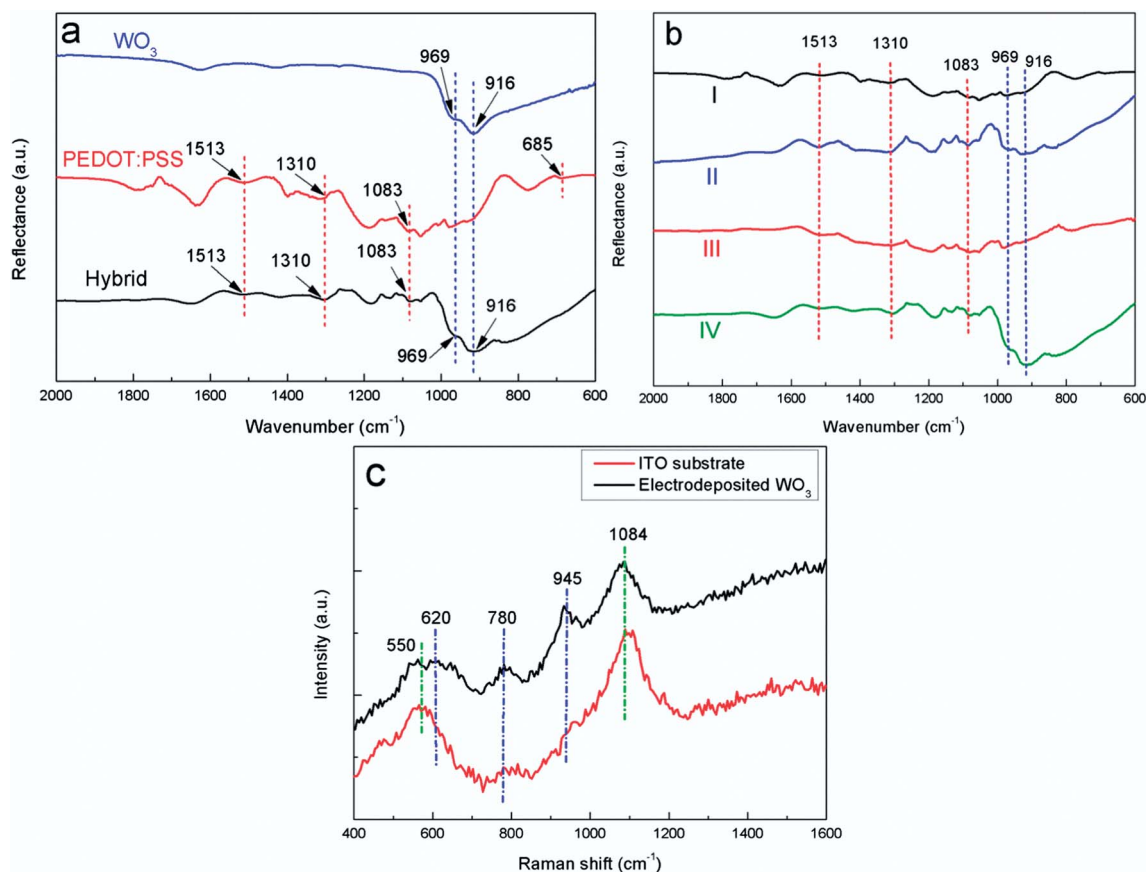 a
WO₃
969
916
PEDOT:PSS
1513
1310
1083
685
Hybrid
1513
1310
1083
969
916
Reflectance (a.u.)
2000 1800 1600 1400 1200 1000 800 600
Wavenumber (cm⁻¹)
b
1513
1310
1083
969
916
I
II
III
IV
Reflectance (a.u.)
2000 1800 1600 1400 1200 1000 800 600
Wavenumber (cm⁻¹)
c
ITO substrate
Electrodeposited WO₃
550
620
780
945
1084
Intensity (a.u.)
400 600 800 1000 1200 1400 1600
Raman shift (cm⁻¹)